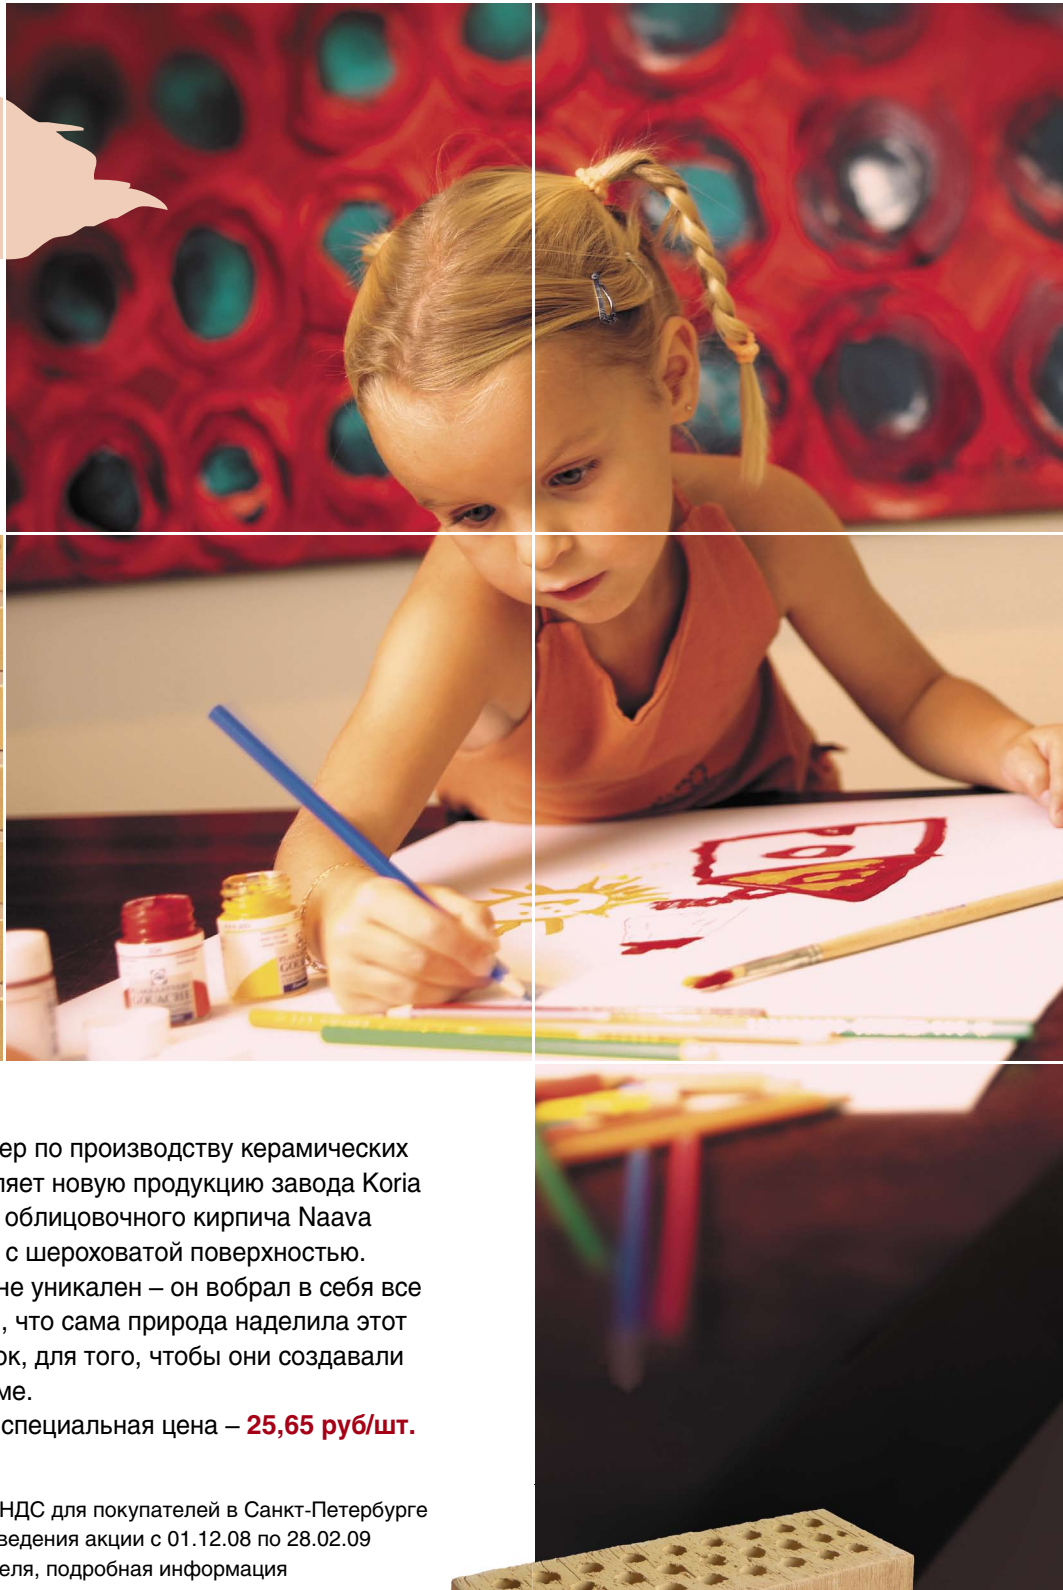 GOUACHE
ер по производству керамических
ляет новую продукцию завода Koria
облицовочного кирпича Naava
с шероховатой поверхностью.
не уникален – он вобрал в себя все
, что сама природа наделила этот
ок, для того, чтобы они создавали
ме.
специальная цена – 25,65 руб/шт.
НДС для покупателей в Санкт-Петербурге
ведения акции с 01.12.08 по 28.02.09
еля, подробная информация